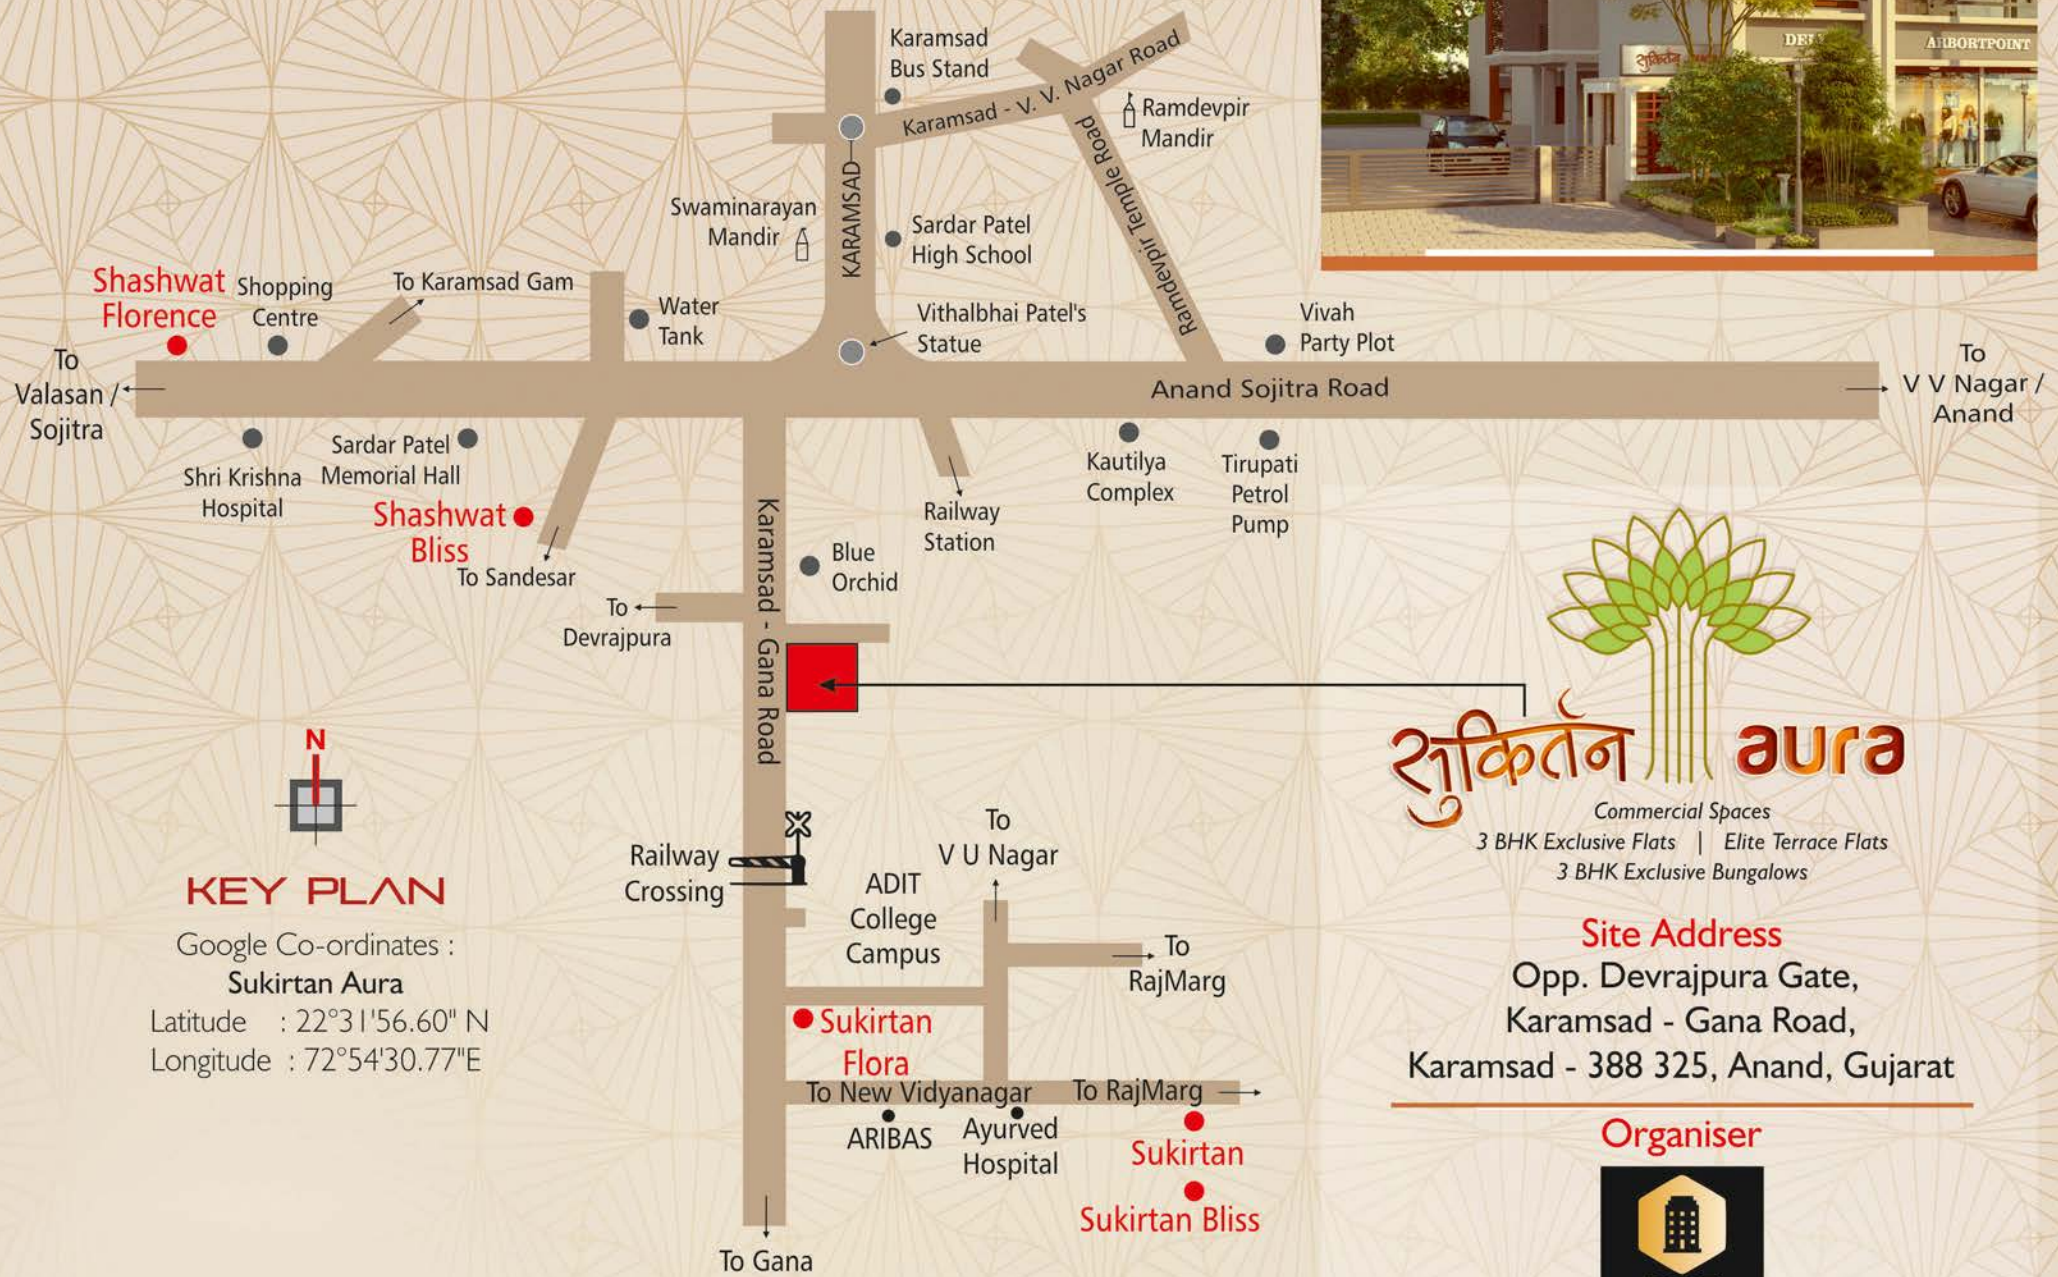 Karamsad
Bus Stand
Karamsad - V. V. Nagar Road
Ramdevpir
Mandir
Ramdevpir Temple Road
Swaminarayan
Mandir
KARAMSAD
Sardar Patel
High School
Shashwat
Florence
Shopping
Centre
To Karamsad Gam
Water
Tank
Vithalbhai Patel's
Statue
Vivah
Party Plot
To
Valasan /
Sojitra
Anand Sojitra Road
To
V V Nagar /
Anand
Shri Krishna
Hospital
Sardar Patel
Memorial Hall
Shashwat
Bliss
To Sandesar
Kautilya
Complex
Tirupati
Petrol
Pump
Railway
Station
Karamsad - Gana Road
Blue
Orchid
To
Devrajpura
N
KEY PLAN
Google Co-ordinates :
Sukirtan Aura
Latitude : 22°31'56.60" N
Longitude : 72°54'30.77"E
Railway
Crossing
ADIT
College
Campus
To
V U Nagar
To
RajMarg
Sukirtan
Flora
To New Vidyanagar
To RajMarg
ARIBAS
Ayurved
Hospital
Sukirtan
Sukirtan Bliss
To Gana
ARBORTPOINT
सुकिर्तन aura
Commercial Spaces
3 BHK Exclusive Flats | Elite Terrace Flats
3 BHK Exclusive Bungalows
Site Address
Opp. Devrajpura Gate,
Karamsad - Gana Road,
Karamsad - 388 325, Anand, Gujarat
Organiser